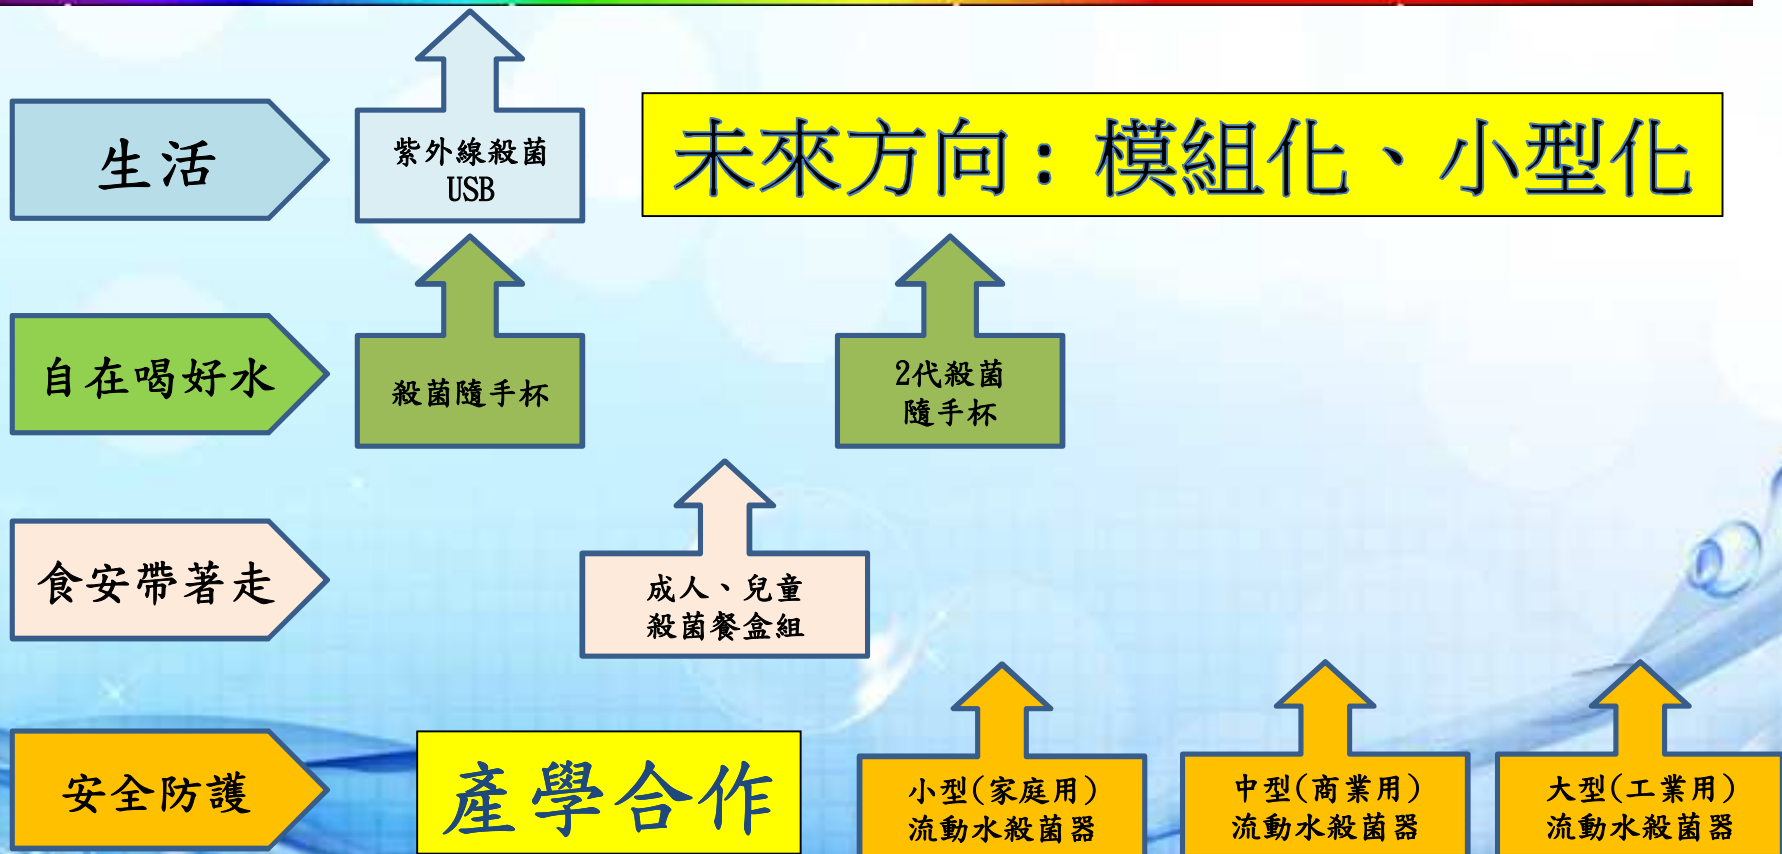 生活
紫外線殺菌
USB
未來方向：模組化、小型化
自在喝好水
殺菌隨手杯
2代殺菌
隨手杯
食安帶著走
成人、兒童
殺菌餐盒組
安全防護
產學合作
小型(家庭用)
流動水殺菌器
中型(商業用)
流動水殺菌器
大型(工業用)
流動水殺菌器